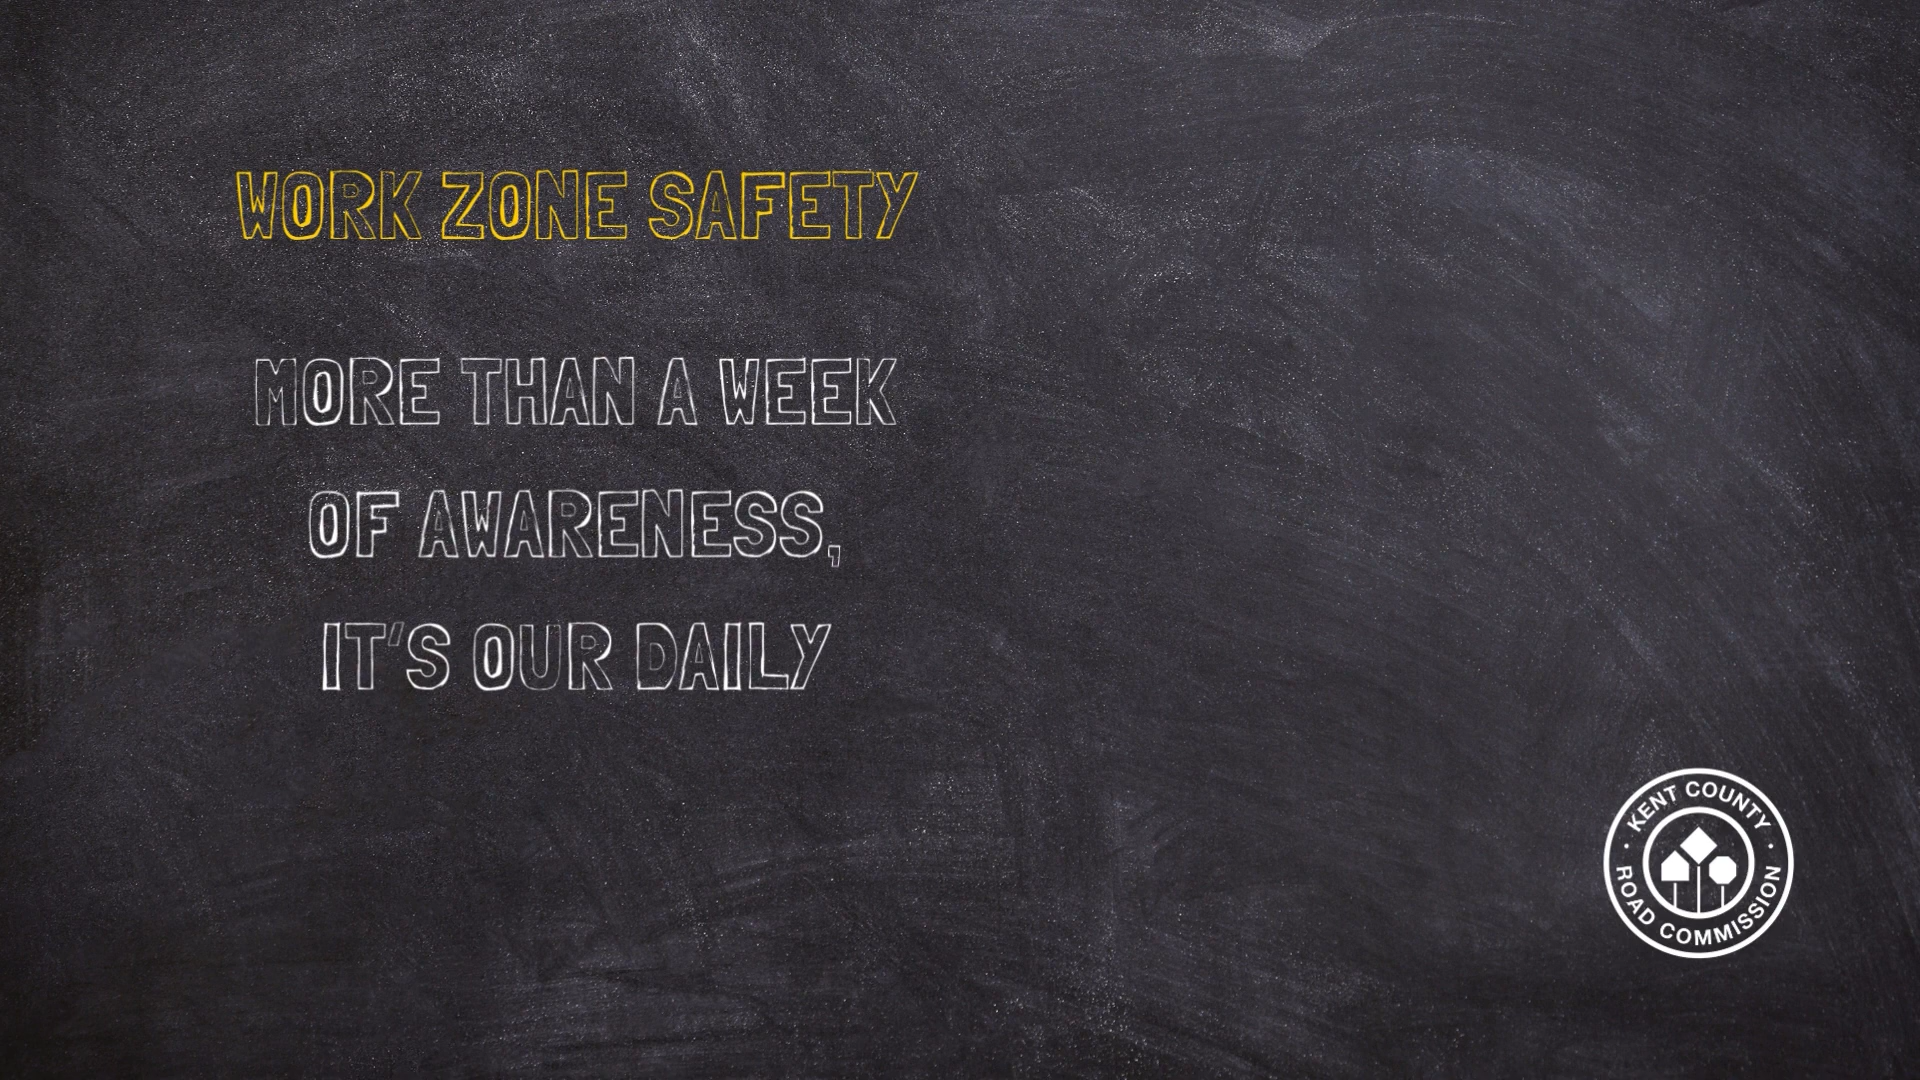 WORK ZONE SAFETY
MORE THAN A WEEK
OF AWARENESS,
IT'S OUR DAILY
KENT COUNTY
ROAD COMMISSION